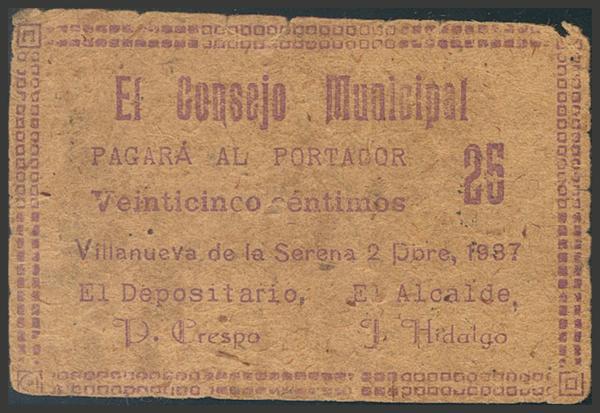 El Consejo Municipal
PAGARÁ AL PORTADOR 25
Veinticinco céntimos
Villanueva de la Serena 2 Dbre, 1937
El Depositario, El Alcalde,
P. Crespo J. Hidalgo